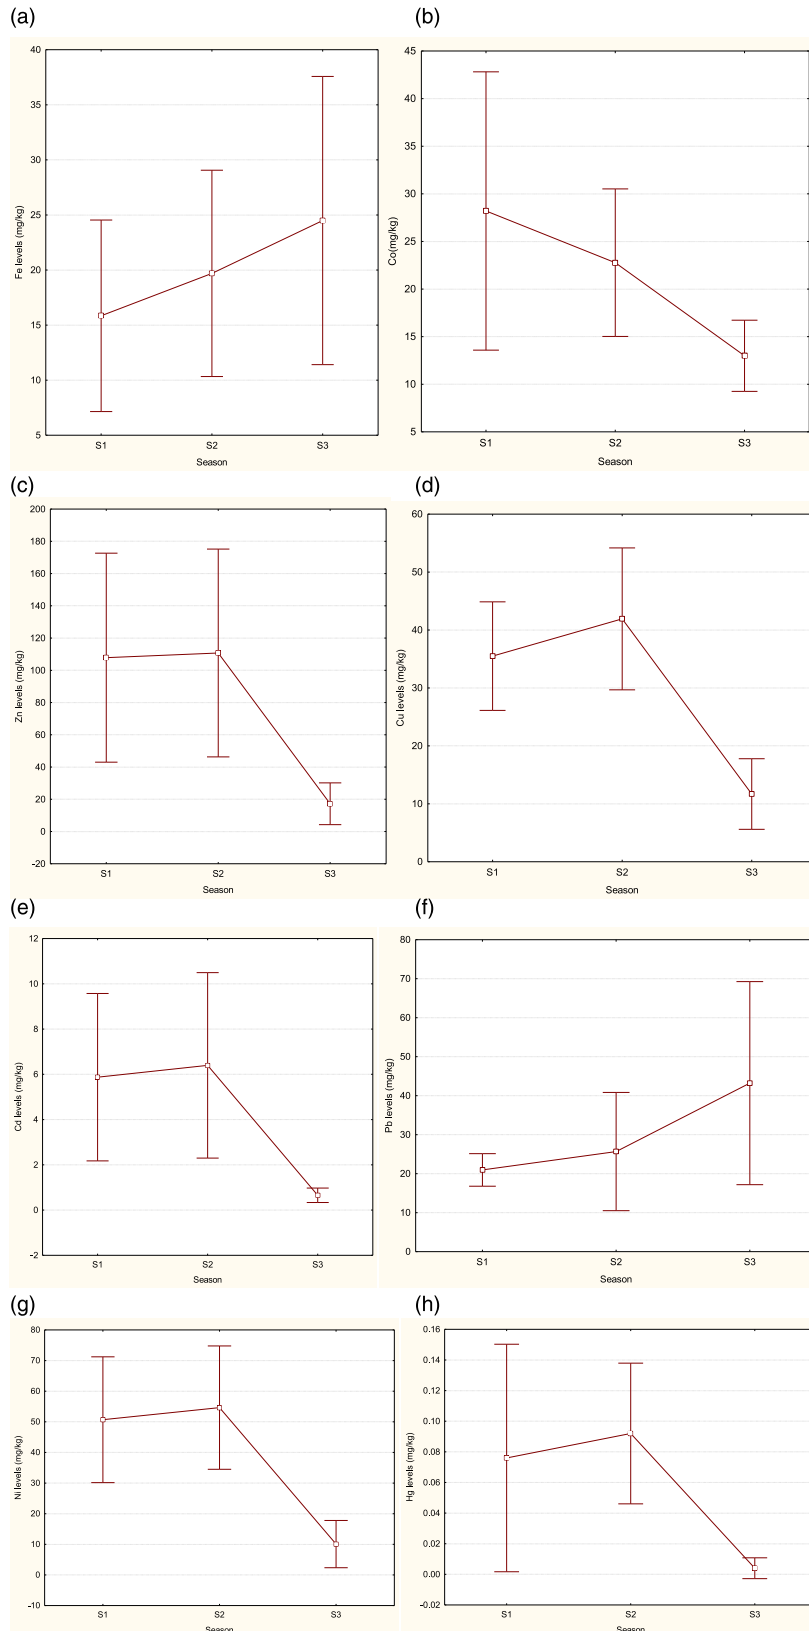 (a)
(b)
40
35
30
25
20
15
10
5
Fe levels (mg/kg)
S1 S2 S3
Season
45
40
35
30
25
20
15
10
5
Co(mg/kg)
S1 S2 S3
Season
(c)
(d)
200
180
160
140
120
100
80
60
40
20
0
-20
Zn levels (mg/kg)
S1 S2 S3
Season
60
50
40
30
20
10
0
Cu levels (mg/kg)
S1 S2 S3
Season
(e)
(f)
12
10
8
6
4
2
0
-2
Cd levels (mg/kg)
S1 S2 S3
Season
80
70
60
50
40
30
20
10
0
Pb levels (mg/kg)
S1 S2 S3
Season
(g)
(h)
80
70
60
50
40
30
20
10
0
-10
Ni levels (mg/kg)
S1 S2 S3
Season
0.16
0.14
0.12
0.10
0.08
0.06
0.04
0.02
0.00
-0.02
Hg levels (mg/kg)
S1 S2 S3
Season